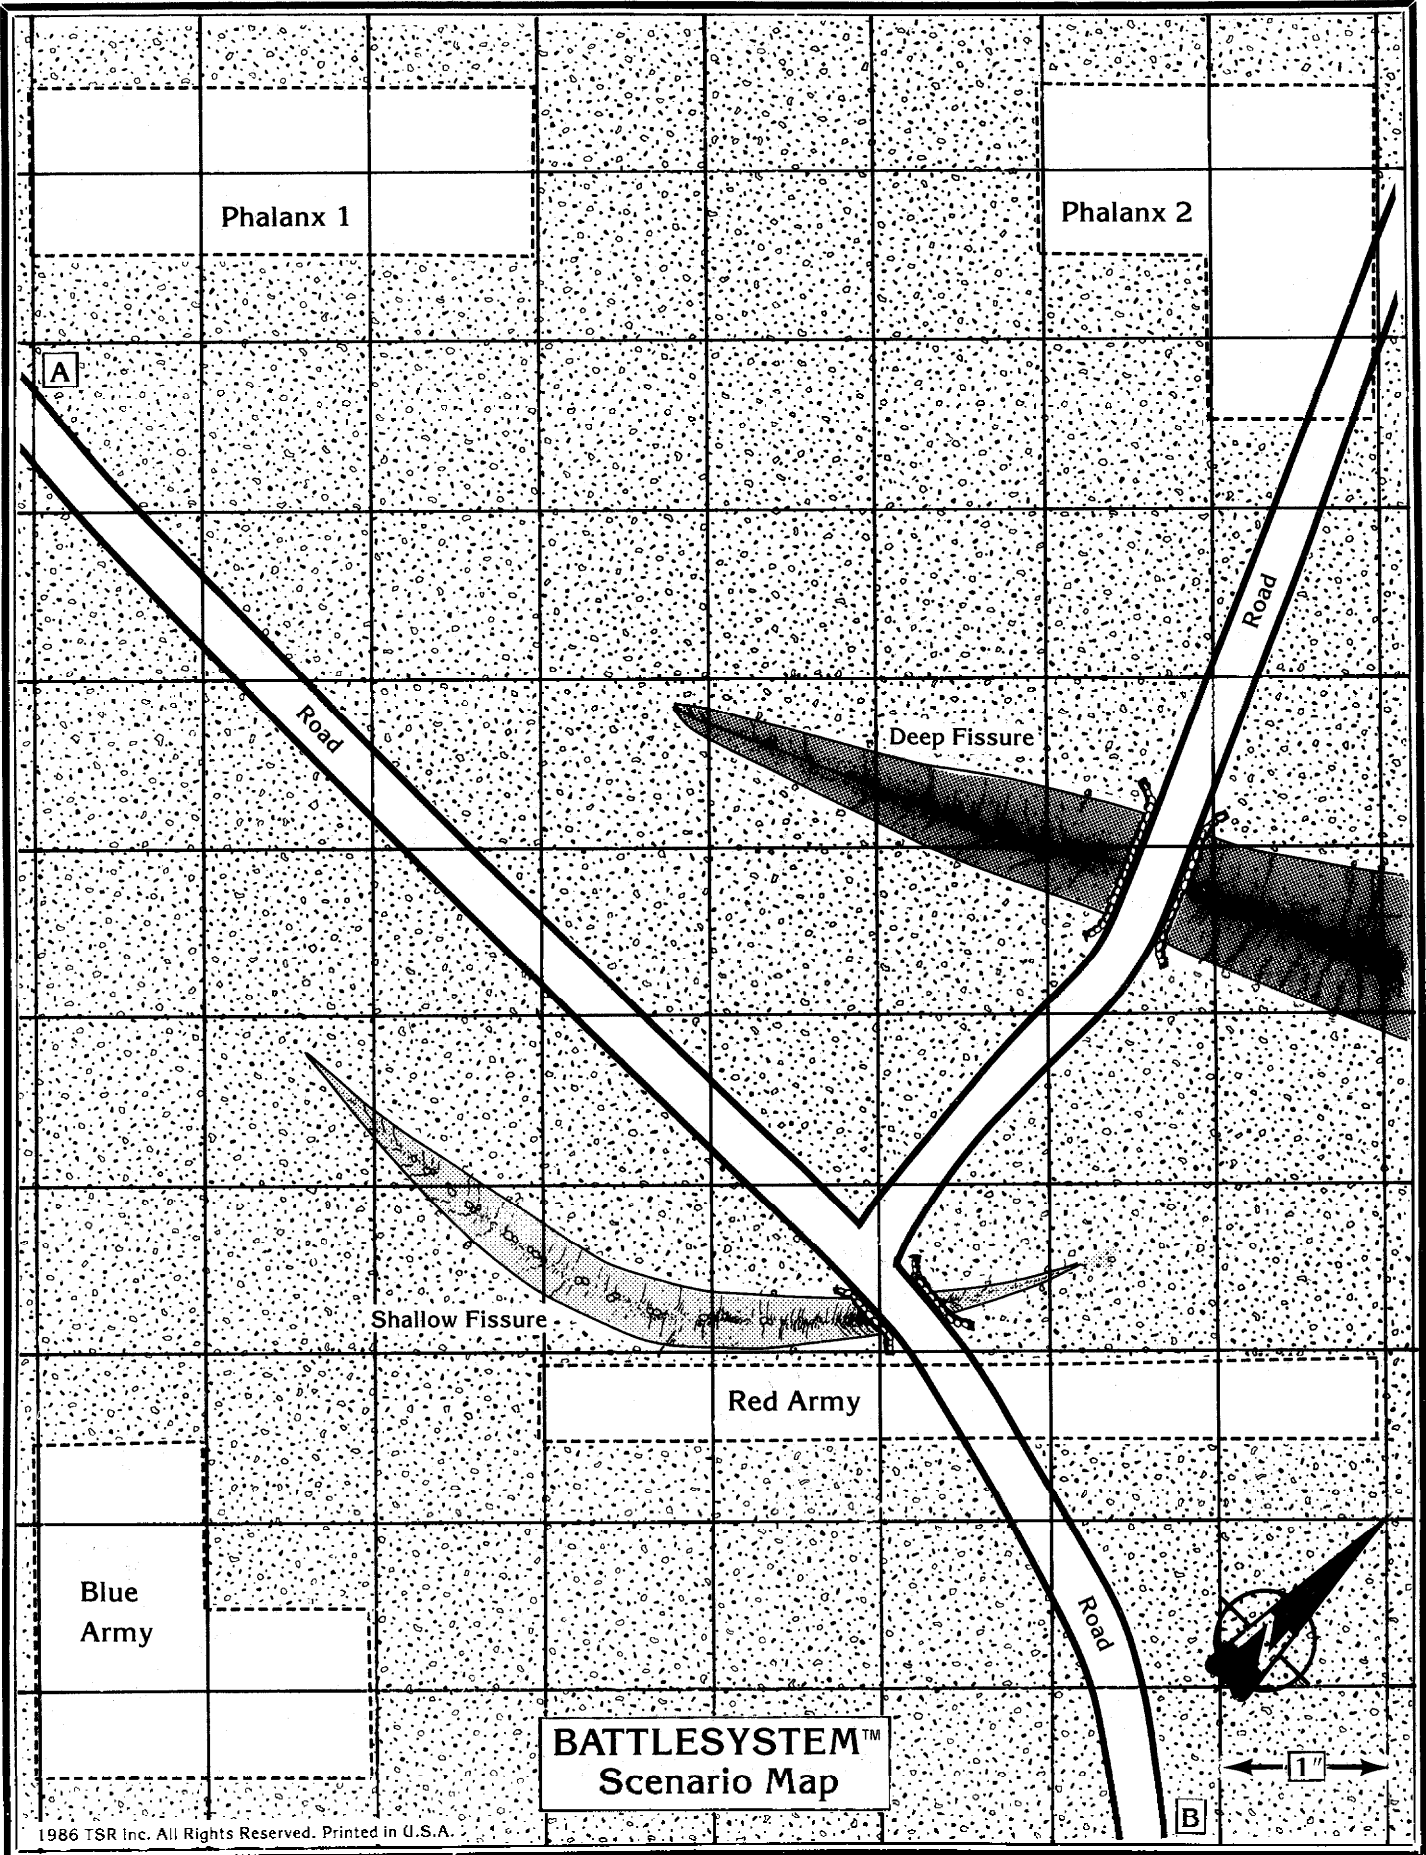 Phalanx 1
Phalanx 2
A
Road
Road
Deep Fissure
Shallow Fissure
Red Army
Blue
Army
Road
BATTLESYSTEM™
Scenario Map
1"
B
1986 TSR Inc. All Rights Reserved. Printed in U.S.A.